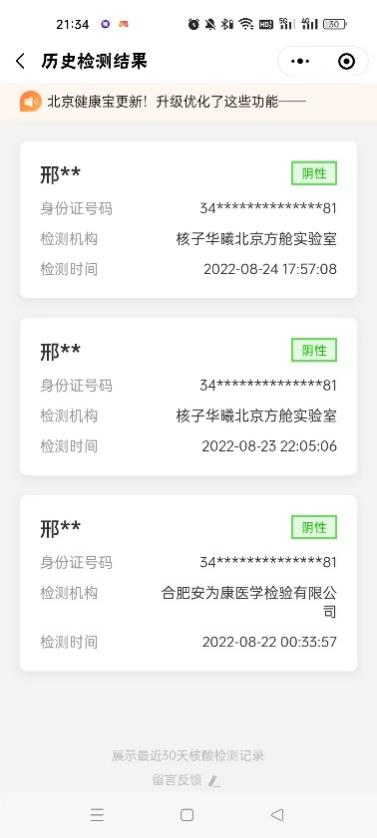 21:34
HD 5G 5G 30
历史检测结果
北京健康宝更新！升级优化了这些功能——
邢**
阴性
身份证号码 34**************81
检测机构 核子华曦北京方舱实验室
检测时间 2022-08-24 17:57:08
邢**
阴性
身份证号码 34**************81
检测机构 核子华曦北京方舱实验室
检测时间 2022-08-23 22:05:06
邢**
阴性
身份证号码 34**************81
检测机构 合肥安为康医学检验有限公
司
检测时间 2022-08-22 00:33:57
展示最近30天核酸检测记录
留言反馈